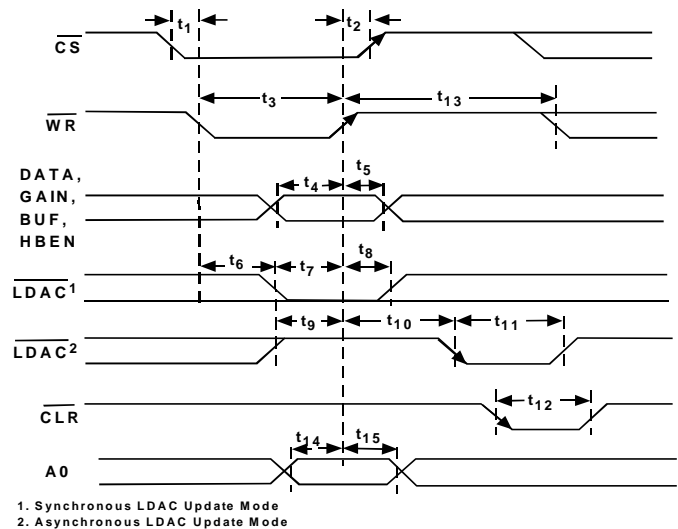 t1
t2
CS
t3
t13
WR
DATA,
GAIN,
BUF,
HBEN
t4
t5
t6
t7
t8
LDAC1
t9
t10
t11
LDAC2
t12
CLR
t14
t15
A0
1. Synchronous LDAC Update Mode
2. Asynchronous LDAC Update Mode